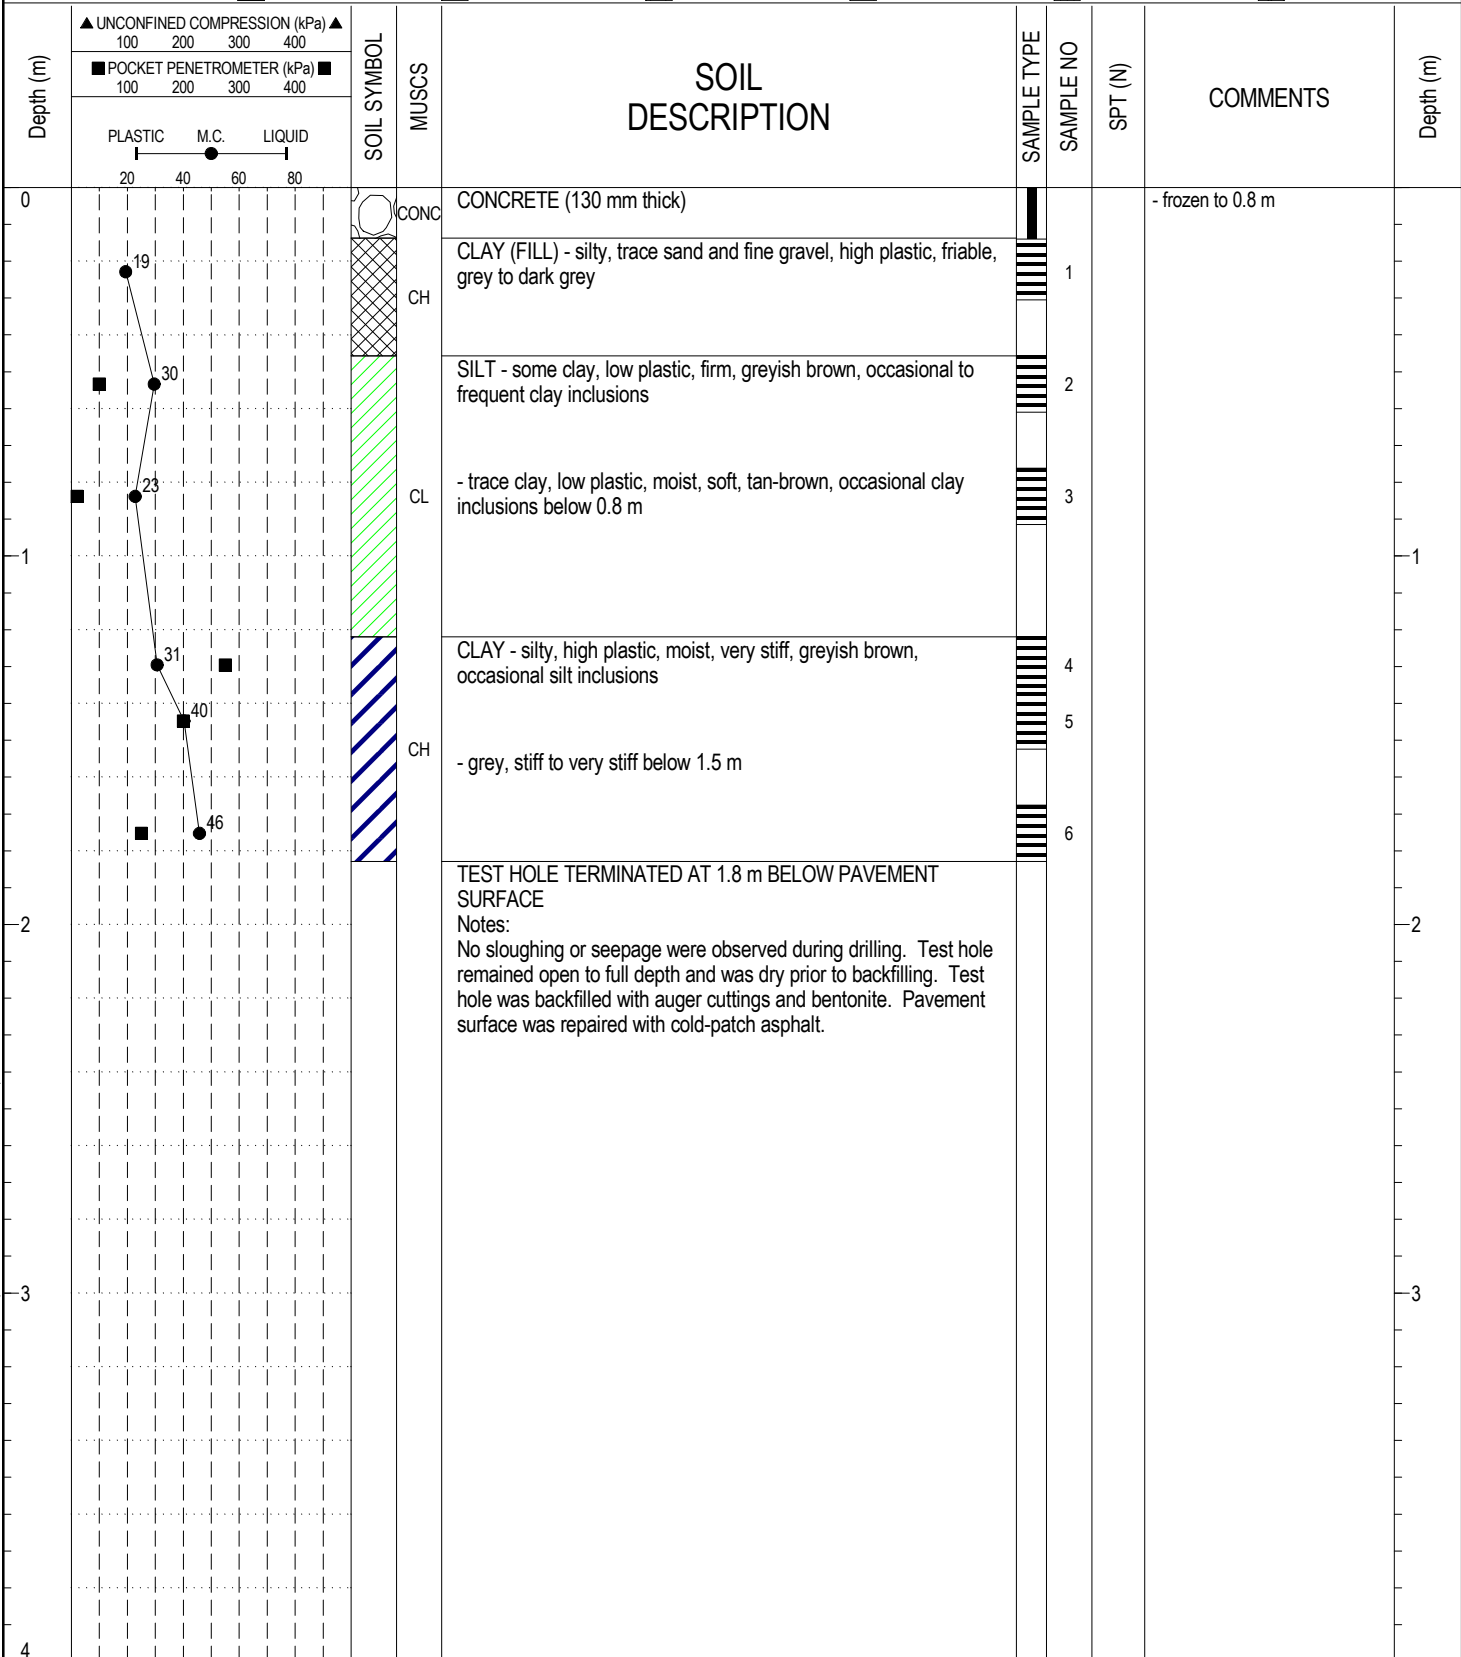 ▲ UNCONFINED COMPRESSION (kPa) ▲
100 200 300 400
■ POCKET PENETROMETER (kPa) ■
100 200 300 400
PLASTIC M.C. LIQUID
20 40 60 80
Depth (m)
SOIL SYMBOL
MUSCS
SOIL
DESCRIPTION
SAMPLE TYPE
SAMPLE NO
SPT (N)
COMMENTS
Depth (m)
0
CONC
CONCRETE (130 mm thick)
- frozen to 0.8 m
19
CH
CLAY (FILL) - silty, trace sand and fine gravel, high plastic, friable,
grey to dark grey
1
30
SILT - some clay, low plastic, firm, greyish brown, occasional to
frequent clay inclusions
2
23
CL
- trace clay, low plastic, moist, soft, tan-brown, occasional clay
inclusions below 0.8 m
3
1
1
31
CLAY - silty, high plastic, moist, very stiff, greyish brown,
occasional silt inclusions
4
40
5
CH
- grey, stiff to very stiff below 1.5 m
46
6
TEST HOLE TERMINATED AT 1.8 m BELOW PAVEMENT
SURFACE
2
2
Notes:
No sloughing or seepage were observed during drilling. Test hole
remained open to full depth and was dry prior to backfilling. Test
hole was backfilled with auger cuttings and bentonite. Pavement
surface was repaired with cold-patch asphalt.
3
3
4